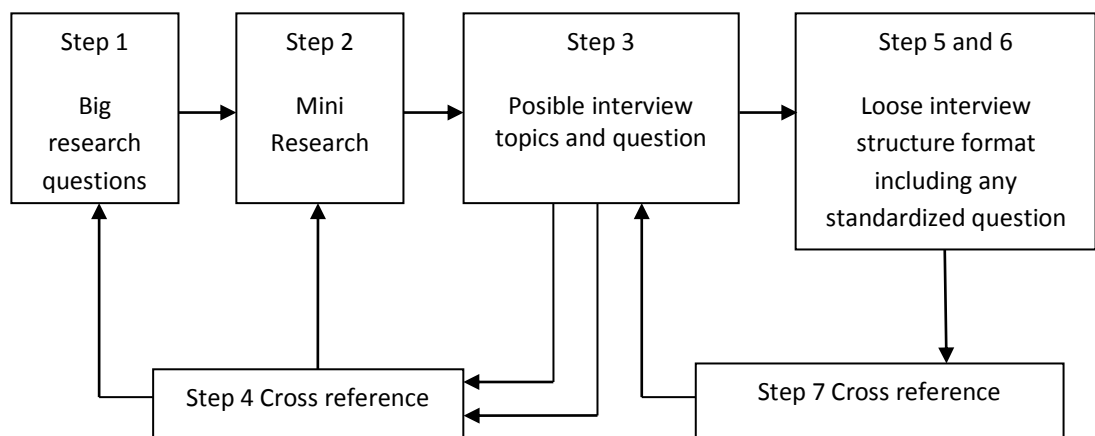 Step 1
Big
research
questions
Step 2
Mini
Research
Step 3
Posible interview
topics and question
Step 5 and 6
Loose interview
structure format
including any
standardized question
Step 4 Cross reference
Step 7 Cross reference